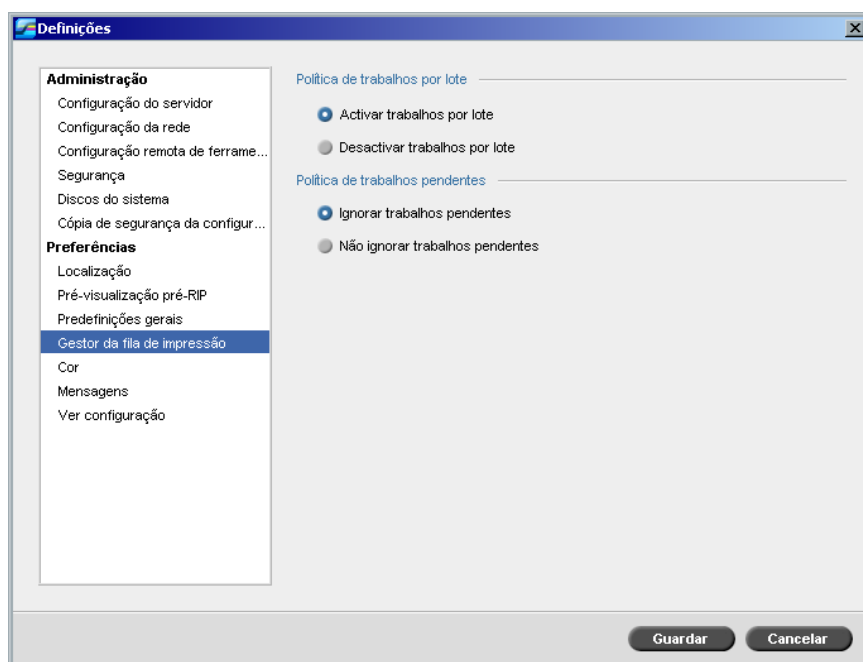 Definições
Administração
Configuração do servidor
Configuração da rede
Configuração remota de ferrame...
Segurança
Discos do sistema
Cópia de segurança da configur...
Preferências
Localização
Pré-visualização pré-RIP
Predefinições gerais
Gestor da fila de impressão
Cor
Mensagens
Ver configuração
Política de trabalhos por lote
Activar trabalhos por lote
Desactivar trabalhos por lote
Política de trabalhos pendentes
Ignorar trabalhos pendentes
Não ignorar trabalhos pendentes
Guardar
Cancelar